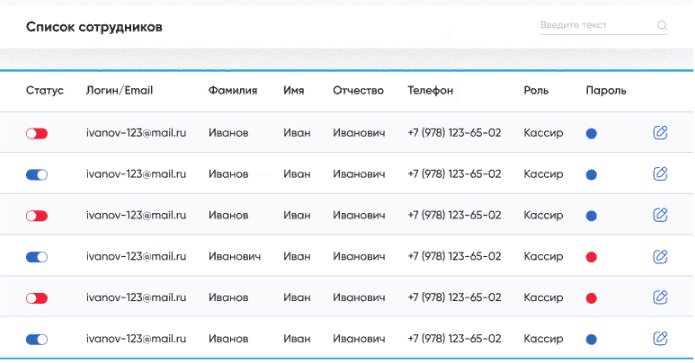 Список сотрудников Введите текст
Статус Логин/Email Фамилия Имя Отчество Телефон Роль Пароль
ivanov-123@mail.ru Иванов Иван Иванович +7 (978) 123-65-02 Кассир
ivanov-123@mail.ru Иванов Иван Иванович +7 (978) 123-65-02 Кассир
ivanov-123@mail.ru Иванов Иван Иванович +7 (978) 123-65-02 Кассир
ivanov-123@mail.ru Иванович Иван Иванович +7 (978) 123-65-02 Кассир
ivanov-123@mail.ru Иванов Иван Иванович +7 (978) 123-65-02 Кассир
ivanov-123@mail.ru Иванов Иван Иванович +7 (978) 123-65-02 Кассир